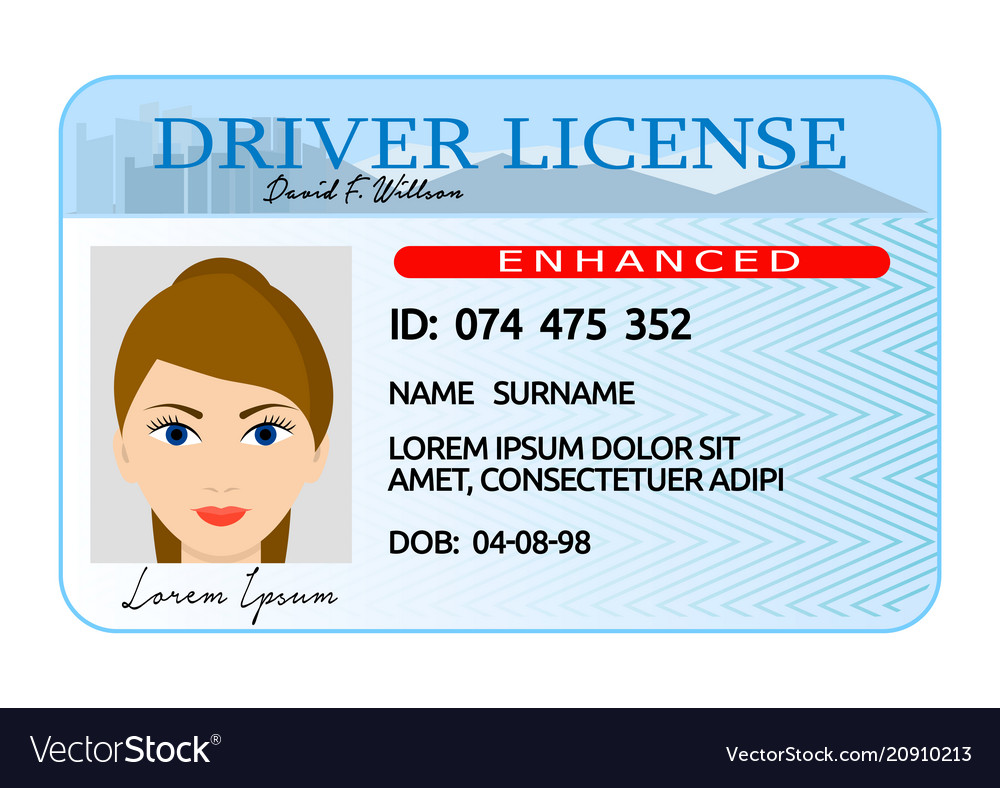 DRIVER LICENSE
David F. Willson
ENHANCED
ID: 074 475 352
NAME SURNAME
LOREM IPSUM DOLOR SIT
AMET, CONSECTETUER ADIPI
DOB: 04-08-98
Lorem Ipsum
VectorStock®
VectorStock.com/20910213